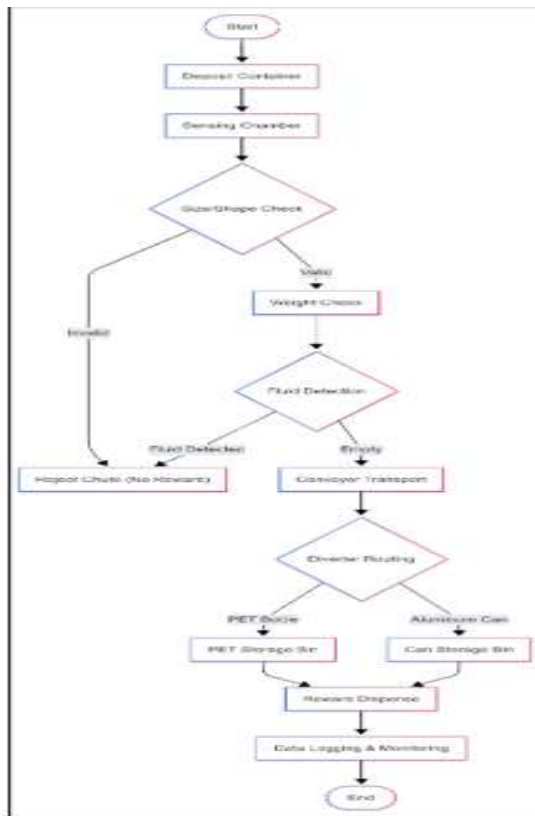 Start
Deposit Container
Sensing Chamber
Size/Shape Check
Valid
Weight Check
Invalid
Fluid Detection
Fluid Detected
Empty
Reject Chute (No Reward)
Conveyor Transport
Diverse Routing
PET Bottle
Aluminum Can
PET Storage Bin
Can Storage Bin
Reward Dispense
Data Logging & Monitoring
End